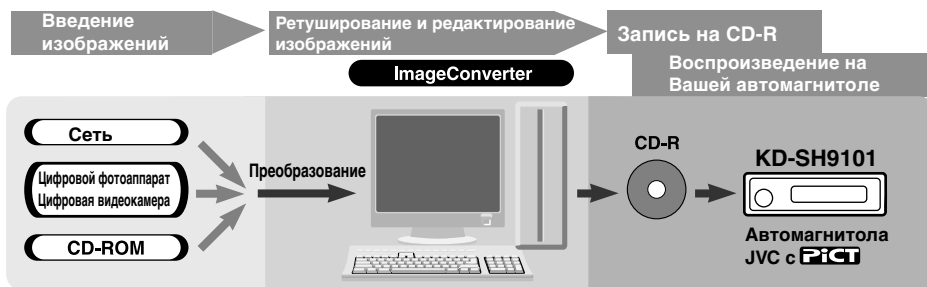 Введение
изображений
Ретуширование и редактирование
изображений
Запись на CD-R
ImageConverter
Воспроизведение на
Вашей автомагнитоле
Сеть
Цифровой фотоаппарат
Цифровая видеокамера
CD-ROM
Преобразование
CD-R
KD-SH9101
Автомагнитола
JVC с PiCT